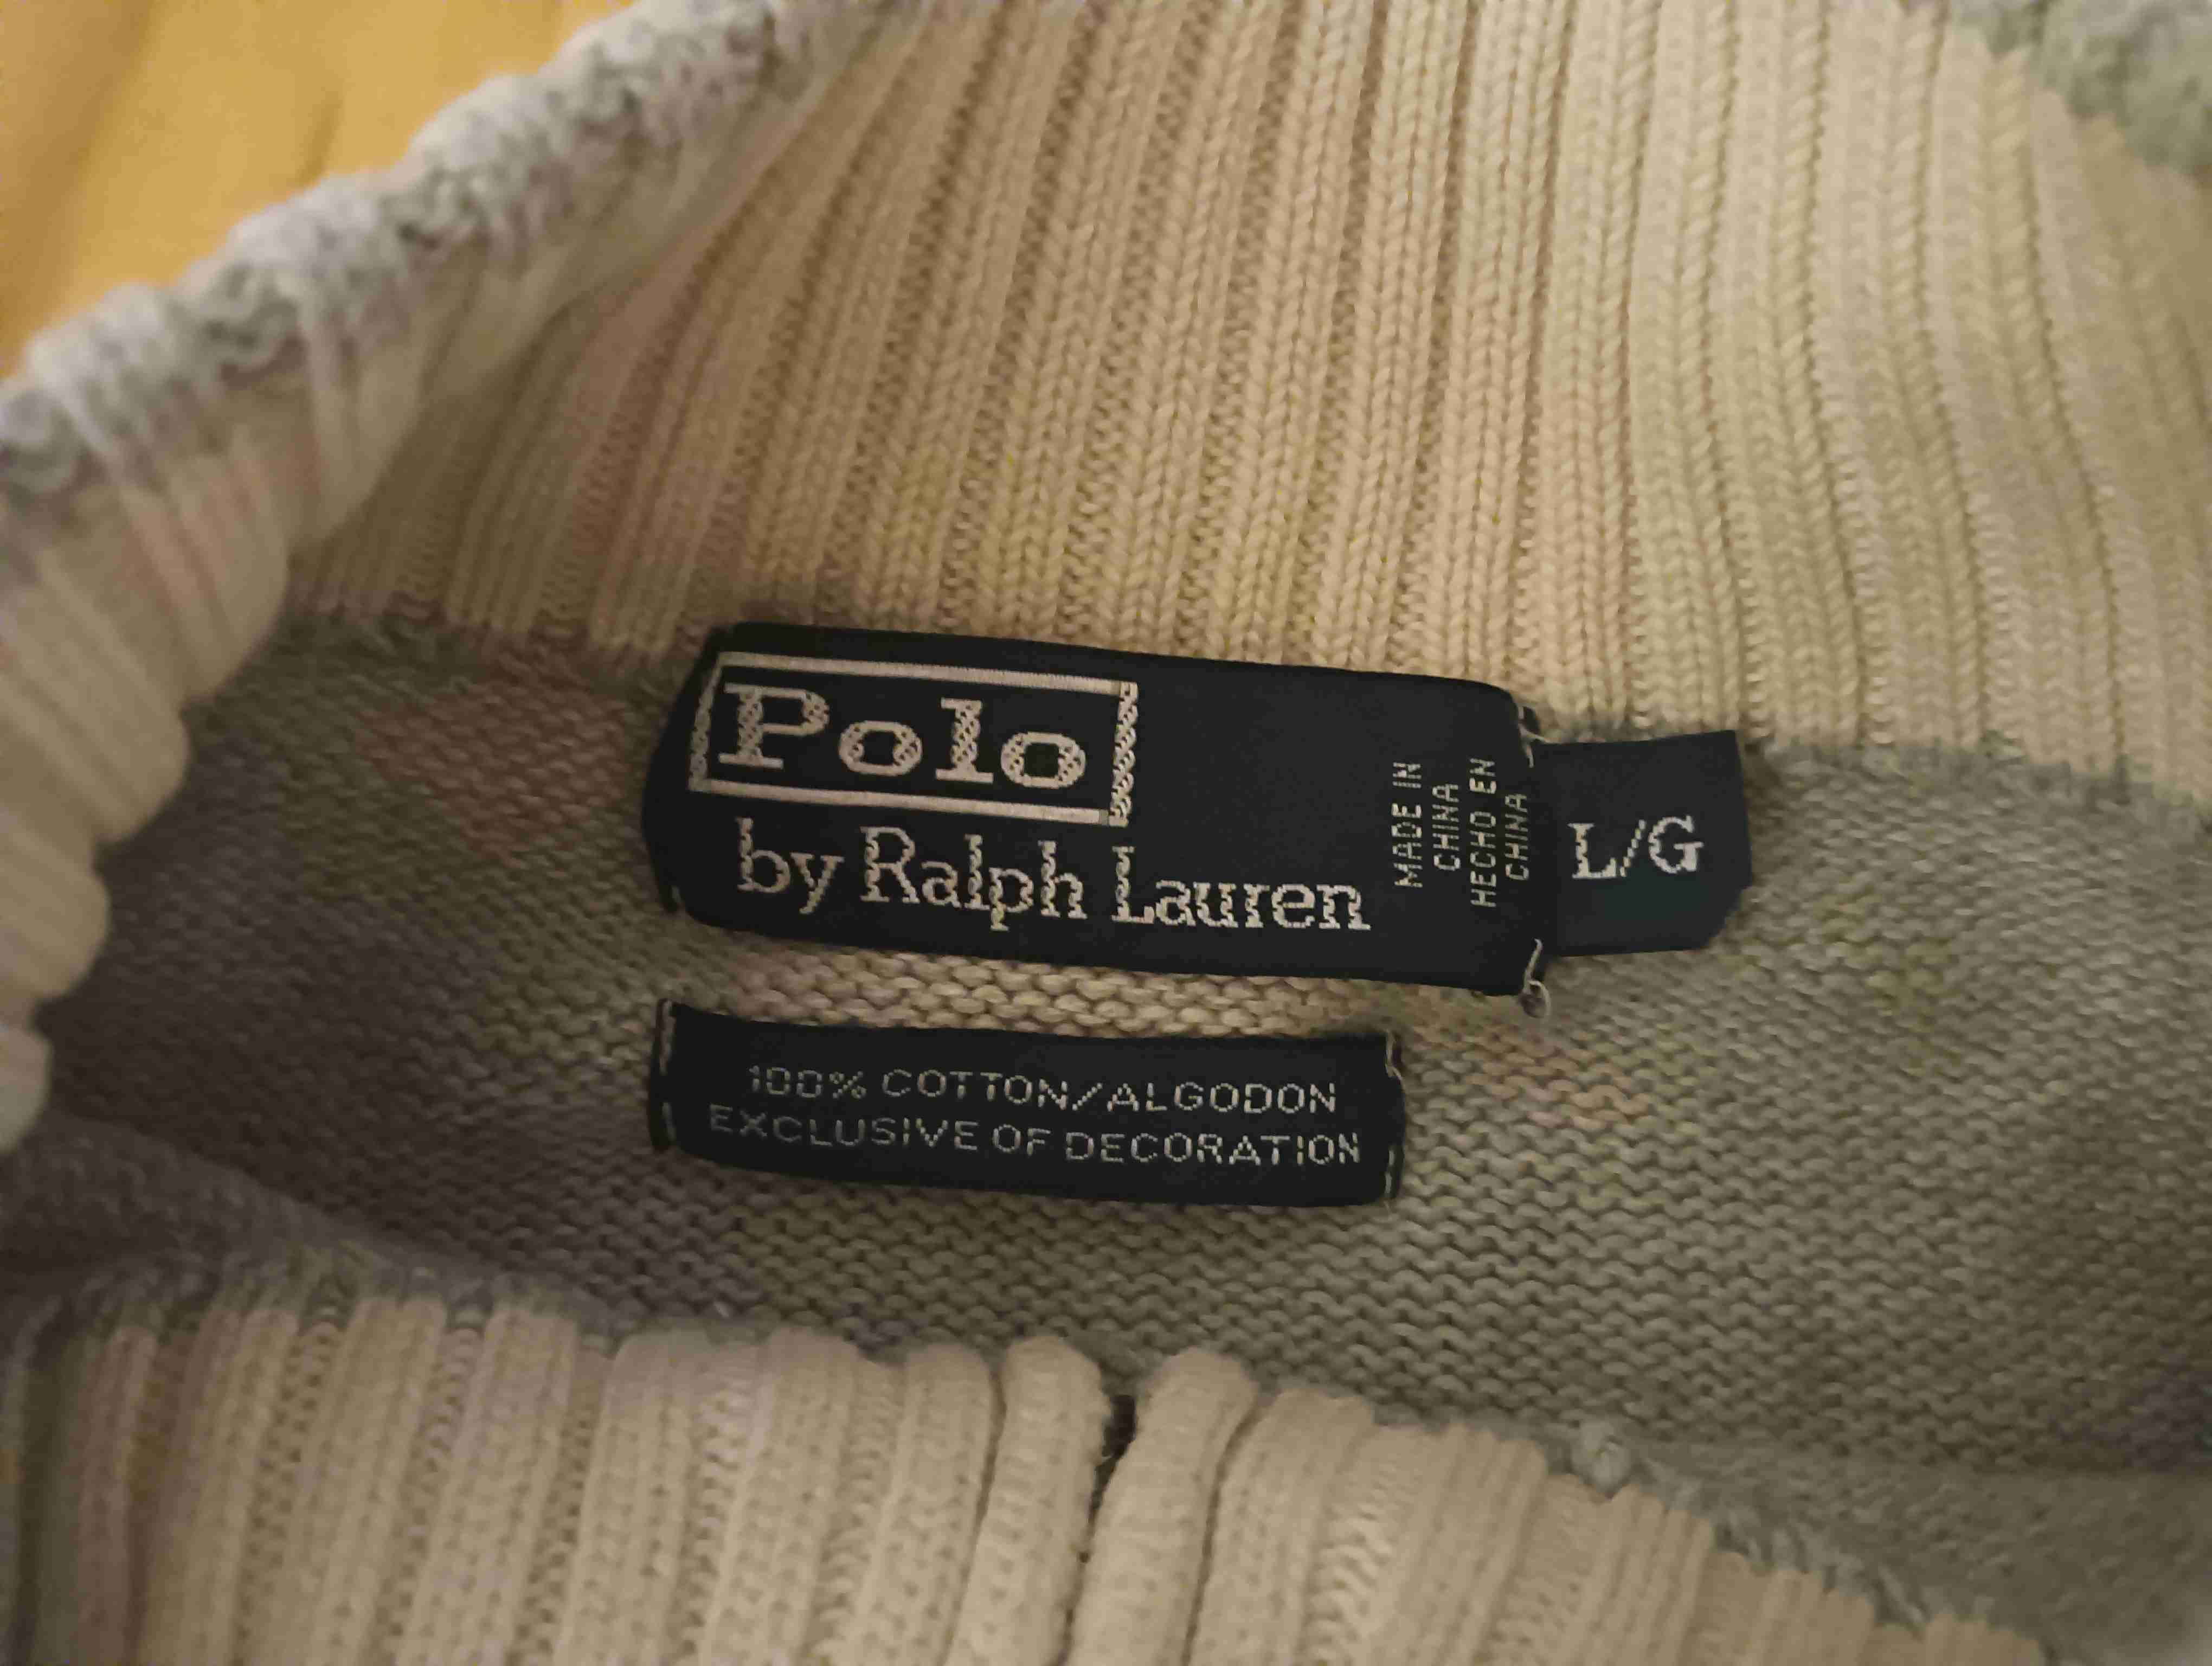 Polo
by Ralph Lauren
MADE IN
CHINA
HECHO EN
CHINA
L/G
100% COTTON/ALGODON
EXCLUSIVE OF DECORATION